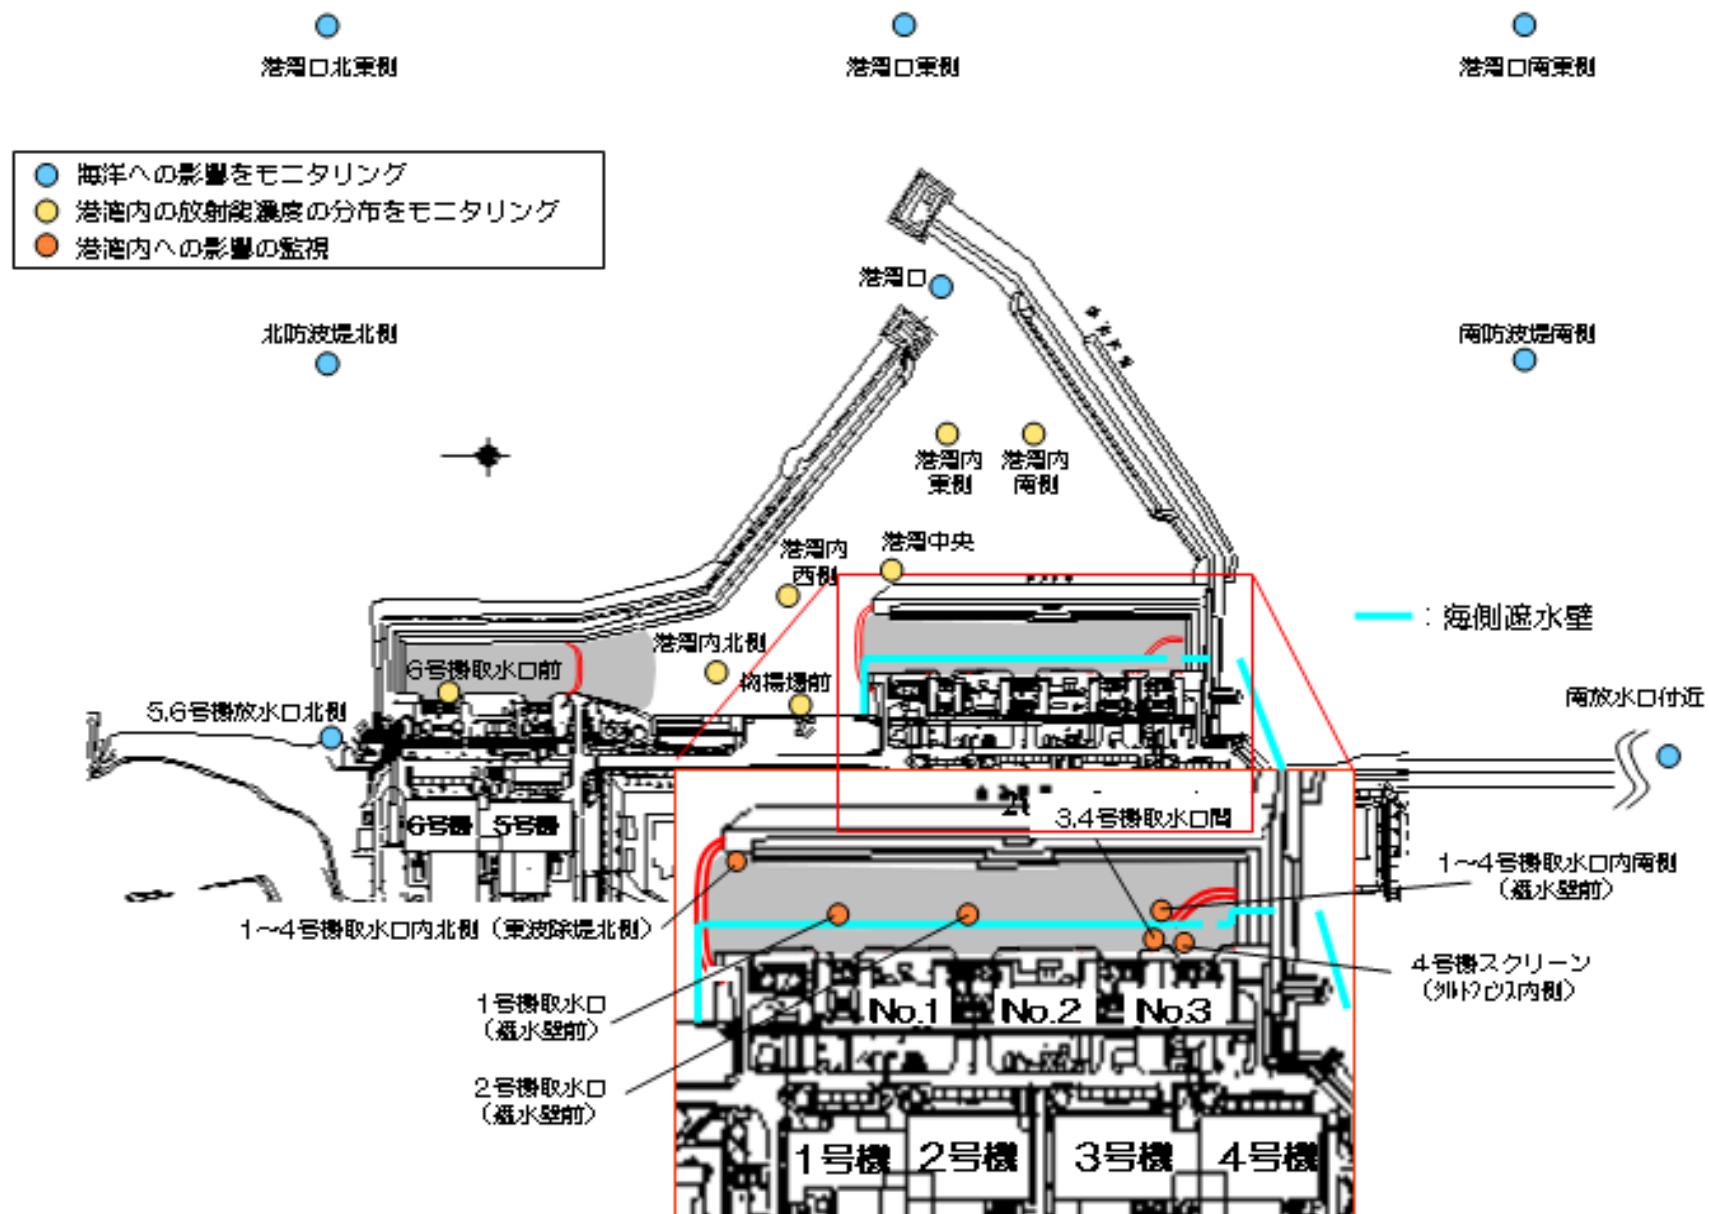 港湾口北東側
港湾口東側
港湾口南東側
海洋への影響をモニタリング
港湾内の放射能濃度の分布をモニタリング
港湾内への影響の監視
港湾口
北防波堤北側
南防波堤南側
港湾内
東側
港湾内
南側
港湾中央
港湾内
西側
:海側遮水壁
港湾内北側
6号機取水口前
物揚場前
5,6号機放水口北側
南放水口付近
6号機
5号機
3,4号機取水口間
1〜4号機取水口内南側
(遮水壁前)
1〜4号機取水口内北側(東波除堤北側)
4号機スクリーン
(シルトフェンス内側)
1号機取水口
(遮水壁前)
No.1
No.2
No.3
2号機取水口
(遮水壁前)
1号機
2号機
3号機
4号機